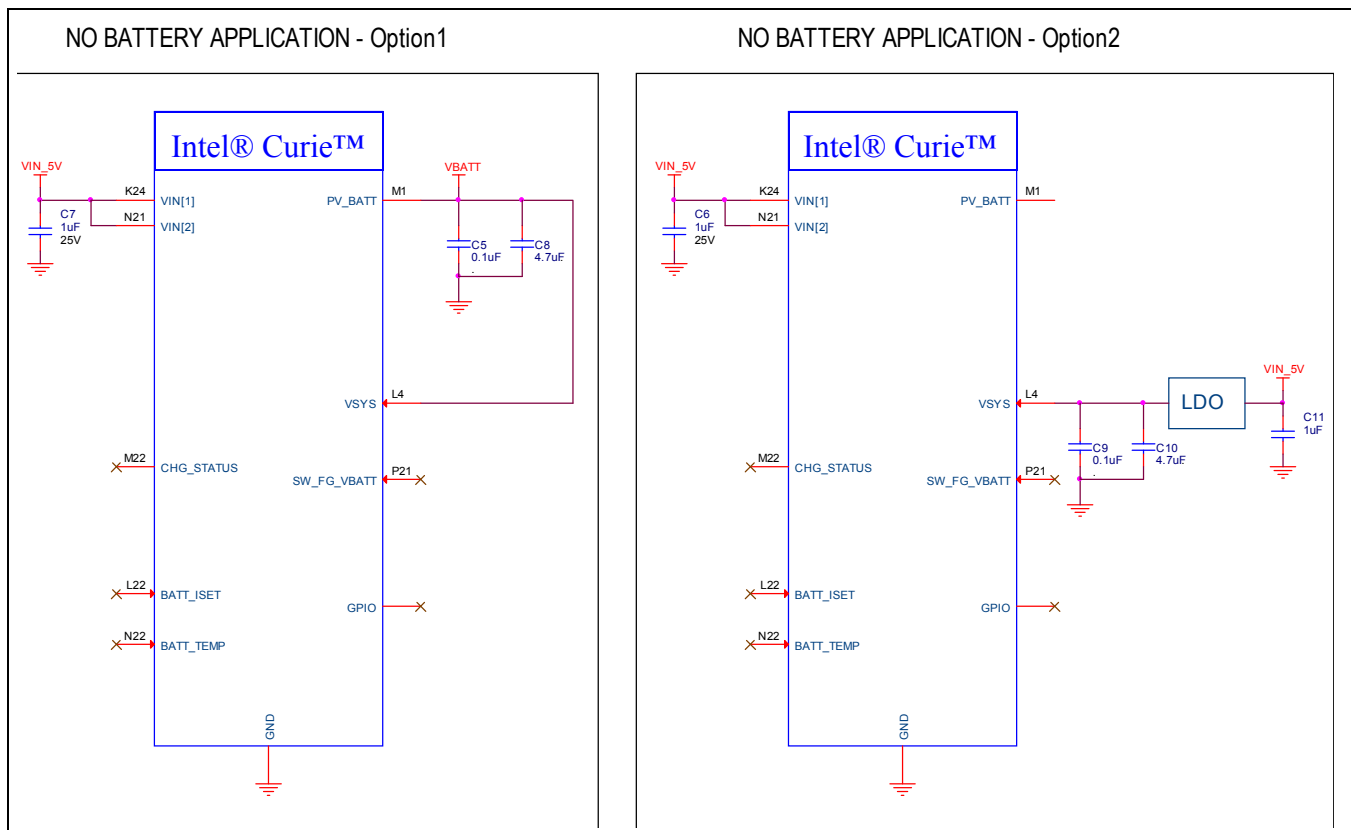 NO BATTERY APPLICATION - Option1
Intel® Curie™
VIN_5V
K24
VIN[1]
N21
VIN[2]
C7
1uF
25V
VBATT
M1
PV_BATT
C5
0.1uF
.
C8
4.7uF
L4
VSYS
M22
CHG_STATUS
P21
SW_FG_VBATT
L22
BATT_ISET
GPIO
N22
BATT_TEMP
GND
NO BATTERY APPLICATION - Option2
Intel® Curie™
VIN_5V
K24
VIN[1]
N21
VIN[2]
C6
1uF
25V
M1
PV_BATT
L4
VSYS
LDO
VIN_5V
C11
1uF
C9
0.1uF
.
C10
4.7uF
M22
CHG_STATUS
P21
SW_FG_VBATT
L22
BATT_ISET
GPIO
N22
BATT_TEMP
GND